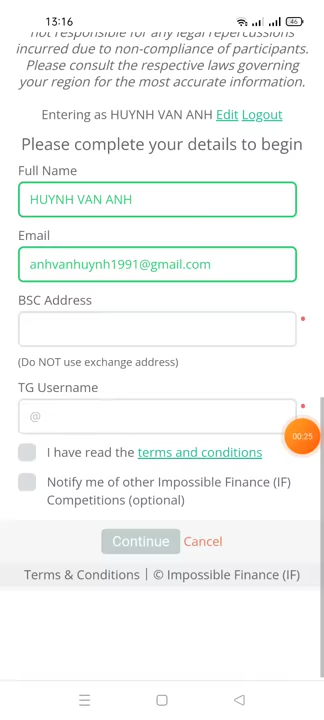 13:16
46
not responsible for any legal repercussions
incurred due to non-compliance of participants.
Please consult the respective laws governing
your region for the most accurate information.
Entering as HUYNH VAN ANH Edit Logout
Please complete your details to begin
Full Name
HUYNH VAN ANH
Email
anhvanhuynh1991@gmail.com
BSC Address
(Do NOT use exchange address)
TG Username
@
00:25
I have read the terms and conditions
Notify me of other Impossible Finance (IF)
Competitions (optional)
Continue Cancel
Terms & Conditions | © Impossible Finance (IF)